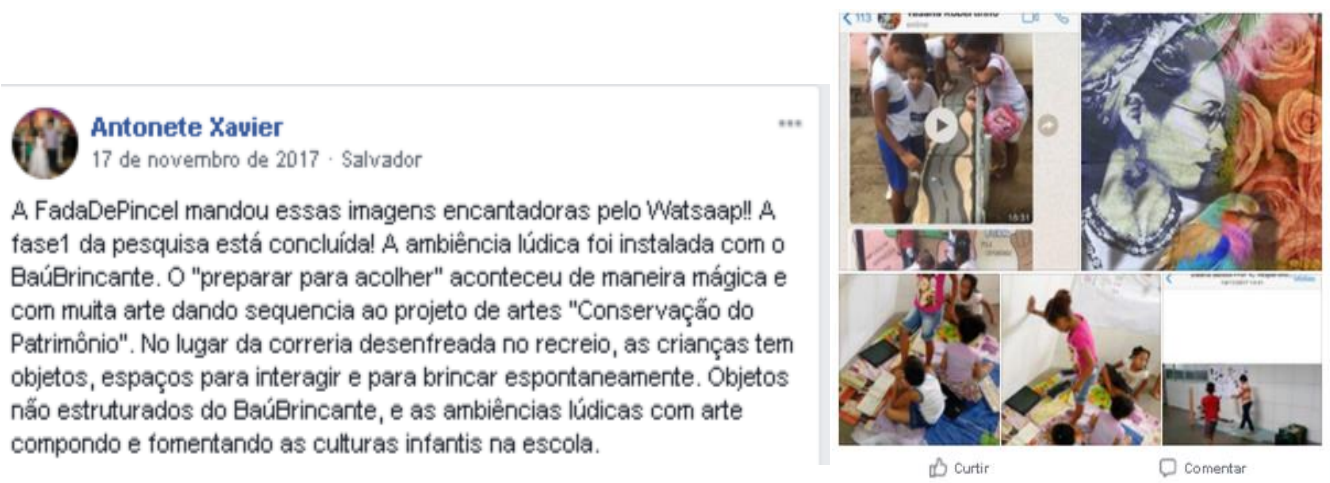 Antonete Xavier
17 de novembro de 2017 · Salvador
A FadaDePincel mandou essas imagens encantadoras pelo Watsaap!! A
fase1 da pesquisa está concluída! A ambiência lúdica foi instalada com o
BaúBrincante. O "preparar para acolher" aconteceu de maneira mágica e
com muita arte dando sequencia ao projeto de artes "Conservação do
Patrimônio". No lugar da correria desenfreada no recreio, as crianças tem
objetos, espaços para interagir e para brincar espontaneamente. Objetos
não estruturados do BaúBrincante, e as ambiências lúdicas com arte
compondo e fomentando as culturas infantis na escola.
113
online
16:31
Curtir
Comentar